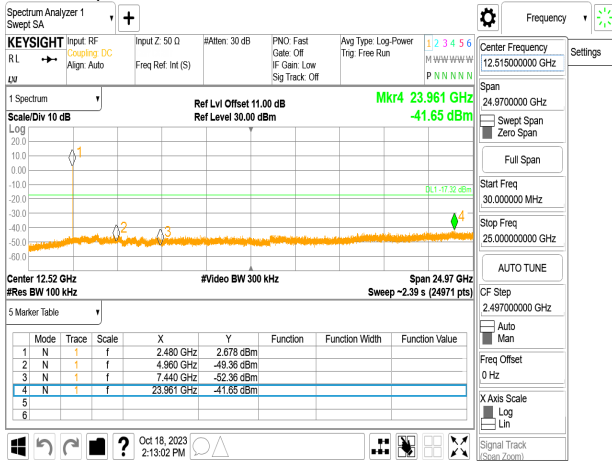 Spectrum Analyzer 1
Swept SA
Frequency
KEYSIGHT
RL
LXI
Input: RF
Coupling: DC
Align: Auto
Input Z: 50 Ω
Freq Ref: Int (S)
#Atten: 30 dB
PNO: Fast
Gate: Off
IF Gain: Low
Sig Track: Off
Avg Type: Log-Power
Trig: Free Run
1 2 3 4 5 6
M W W W W W
P N N N N N
1 Spectrum
Scale/Div 10 dB
Ref Lvl Offset 11.00 dB
Ref Level 30.00 dBm
Mkr4 23.961 GHz
-41.65 dBm
Log
20.0
10.0
0.00
-10.0
-20.0
-30.0
-40.0
-50.0
-60.0
1
2
3
4
DL1 -17.32 dBm
Center 12.52 GHz
#Res BW 100 kHz
#Video BW 300 kHz
Span 24.97 GHz
Sweep ~2.39 s (24971 pts)
5 Marker Table
Mode Trace Scale X Y Function Function Width Function Value
1 N 1 f 2.480 GHz 2.678 dBm
2 N 1 f 4.960 GHz -49.36 dBm
3 N 1 f 7.440 GHz -52.36 dBm
4 N 1 f 23.961 GHz -41.65 dBm
5
6
?
Oct 18, 2023
2:13:02 PM
Center Frequency
12.515000000 GHz
Settings
Span
24.9700000 GHz
Swept Span
Zero Span
Full Span
Start Freq
30.000000 MHz
Stop Freq
25.000000000 GHz
AUTO TUNE
CF Step
2.497000000 GHz
Auto
Man
Freq Offset
0 Hz
X Axis Scale
Log
Lin
Signal Track
(Span Zoom)